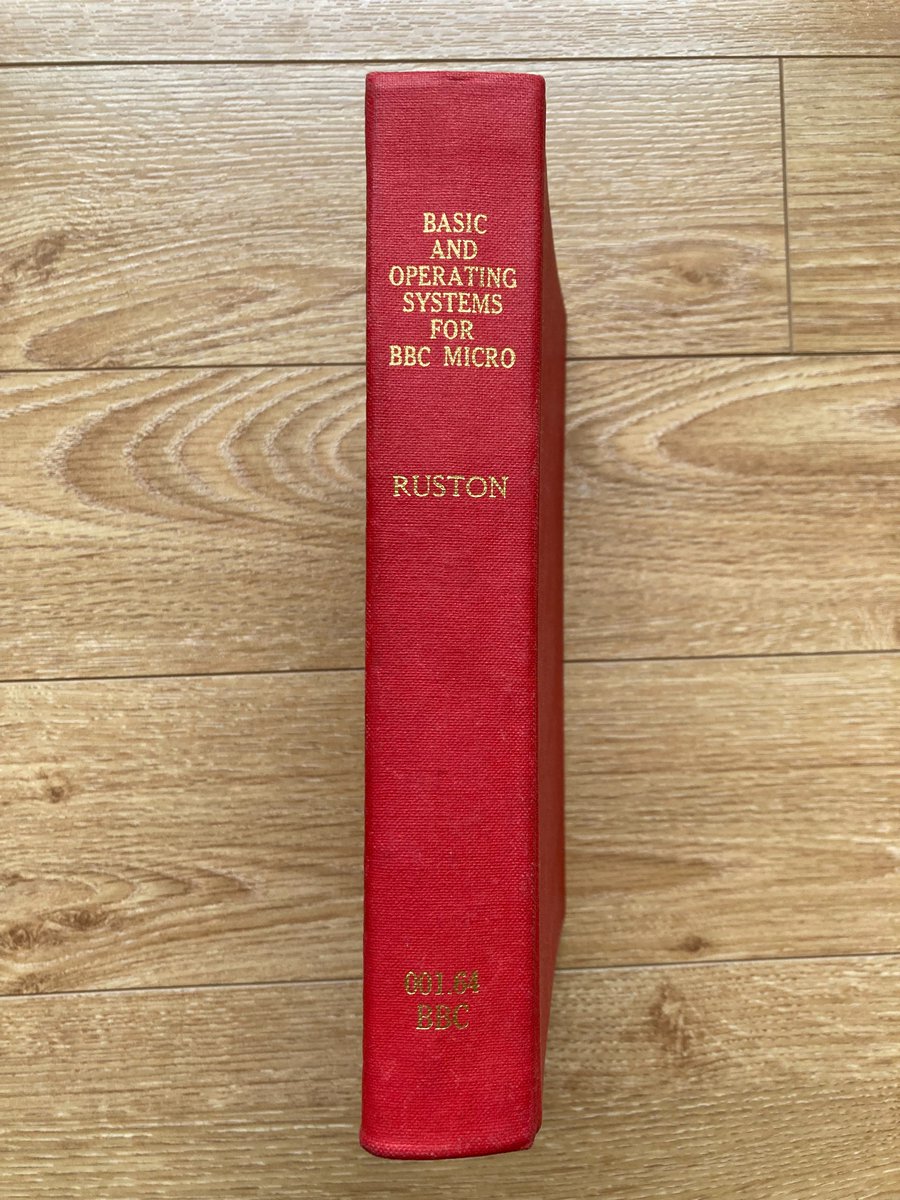 BASIC
AND
OPERATING
SYSTEMS
FOR
BBC MICRO
RUSTON
001.64
BBC